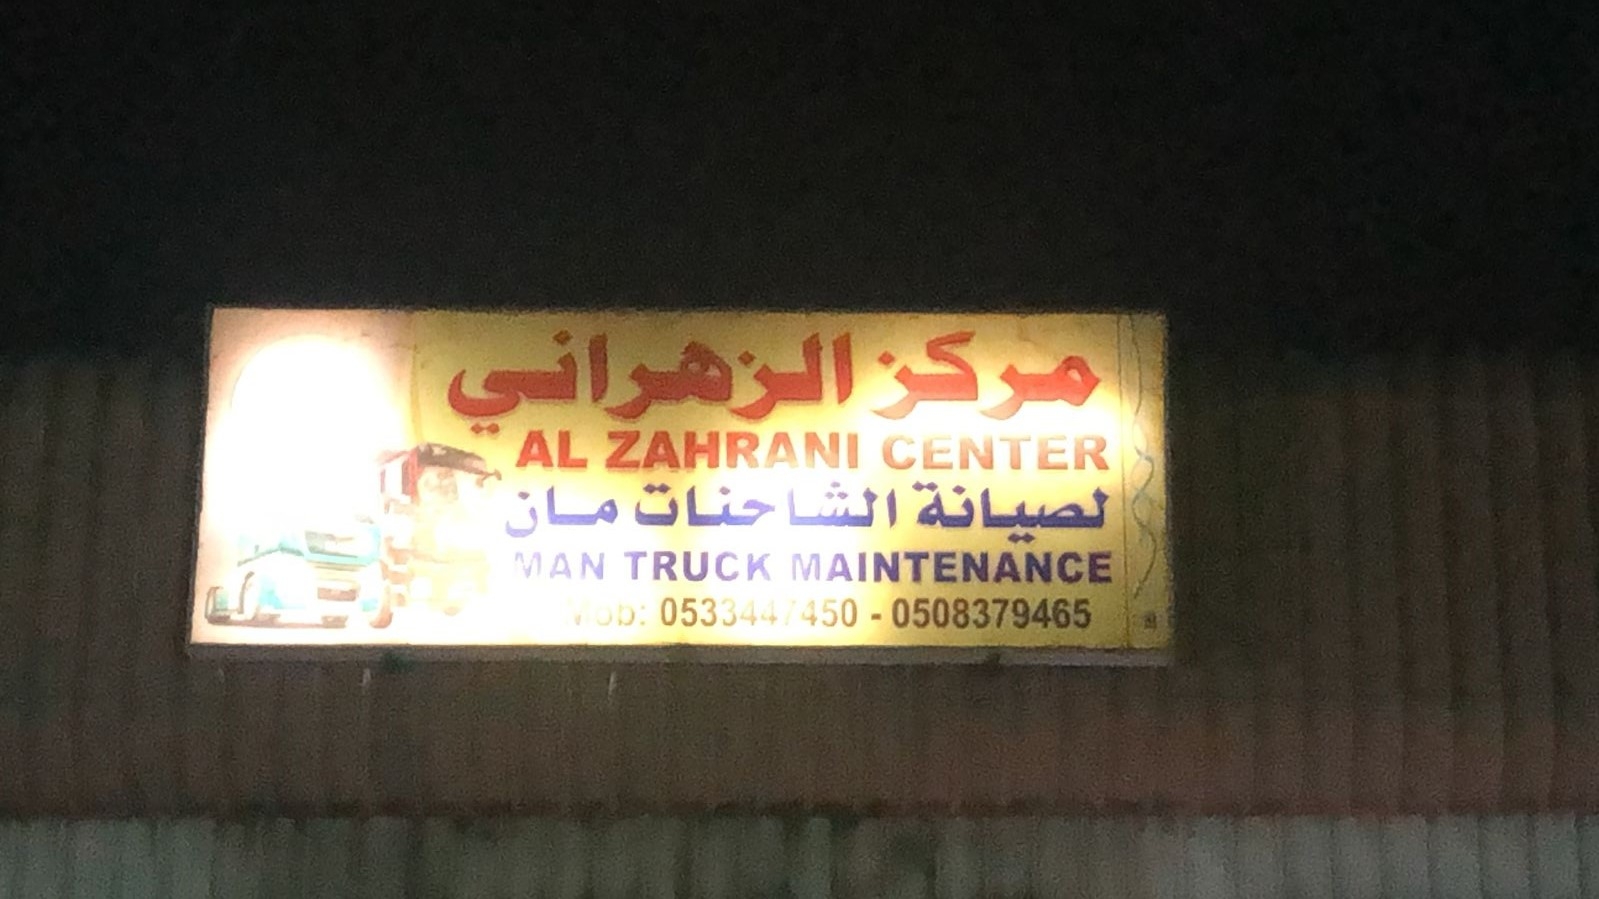 مركز الزهراني
AL ZAHRANI CENTER
لصيانة الشاحنات مان
MAN TRUCK MAINTENANCE
Mob: 0533447450 - 0508379465